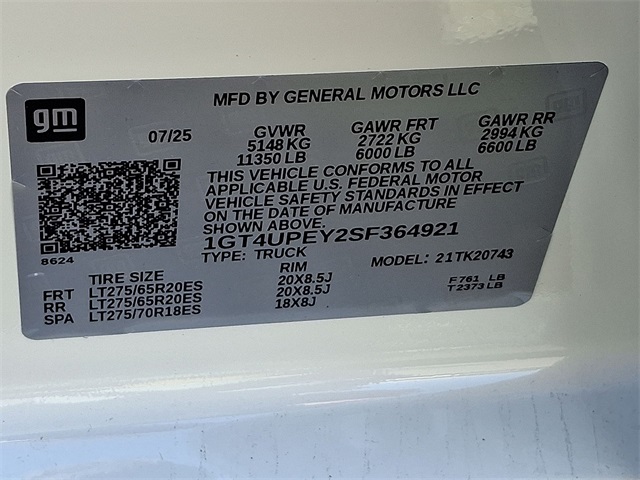 gm
MFD BY GENERAL MOTORS LLC
07/25
GVWR GAWR FRT GAWR RR
5148 KG 2722 KG 2994 KG
11350 LB 6000 LB 6600 LB
THIS VEHICLE CONFORMS TO ALL
APPLICABLE U.S. FEDERAL MOTOR
VEHICLE SAFETY STANDARDS IN EFFECT
ON THE DATE OF MANUFACTURE
SHOWN ABOVE.
8624
1GT4UPEY2SF364921
TYPE: TRUCK MODEL: 21TK20743
TIRE SIZE RIM
FRT LT275/65R20ES 20X8.5J F761 LB
RR LT275/65R20ES 20X8.5J T2373 LB
SPA LT275/70R18ES 18X8J